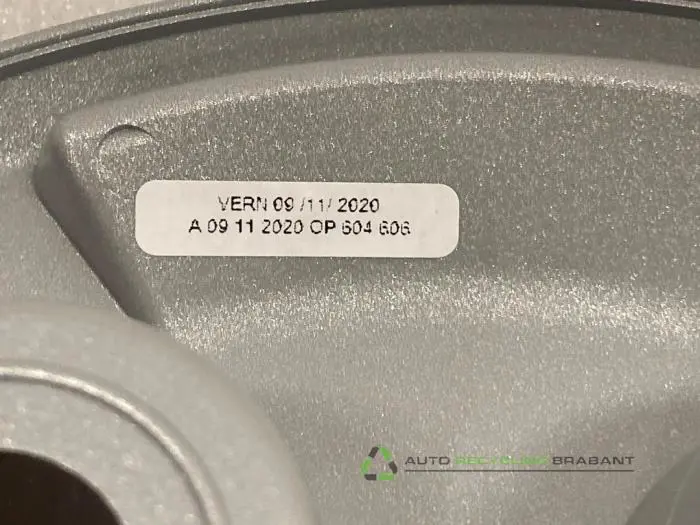 VERN 09 /11/ 2020
A 09 11 2020 OP 604 606
AUTO RECYCLING BRABANT